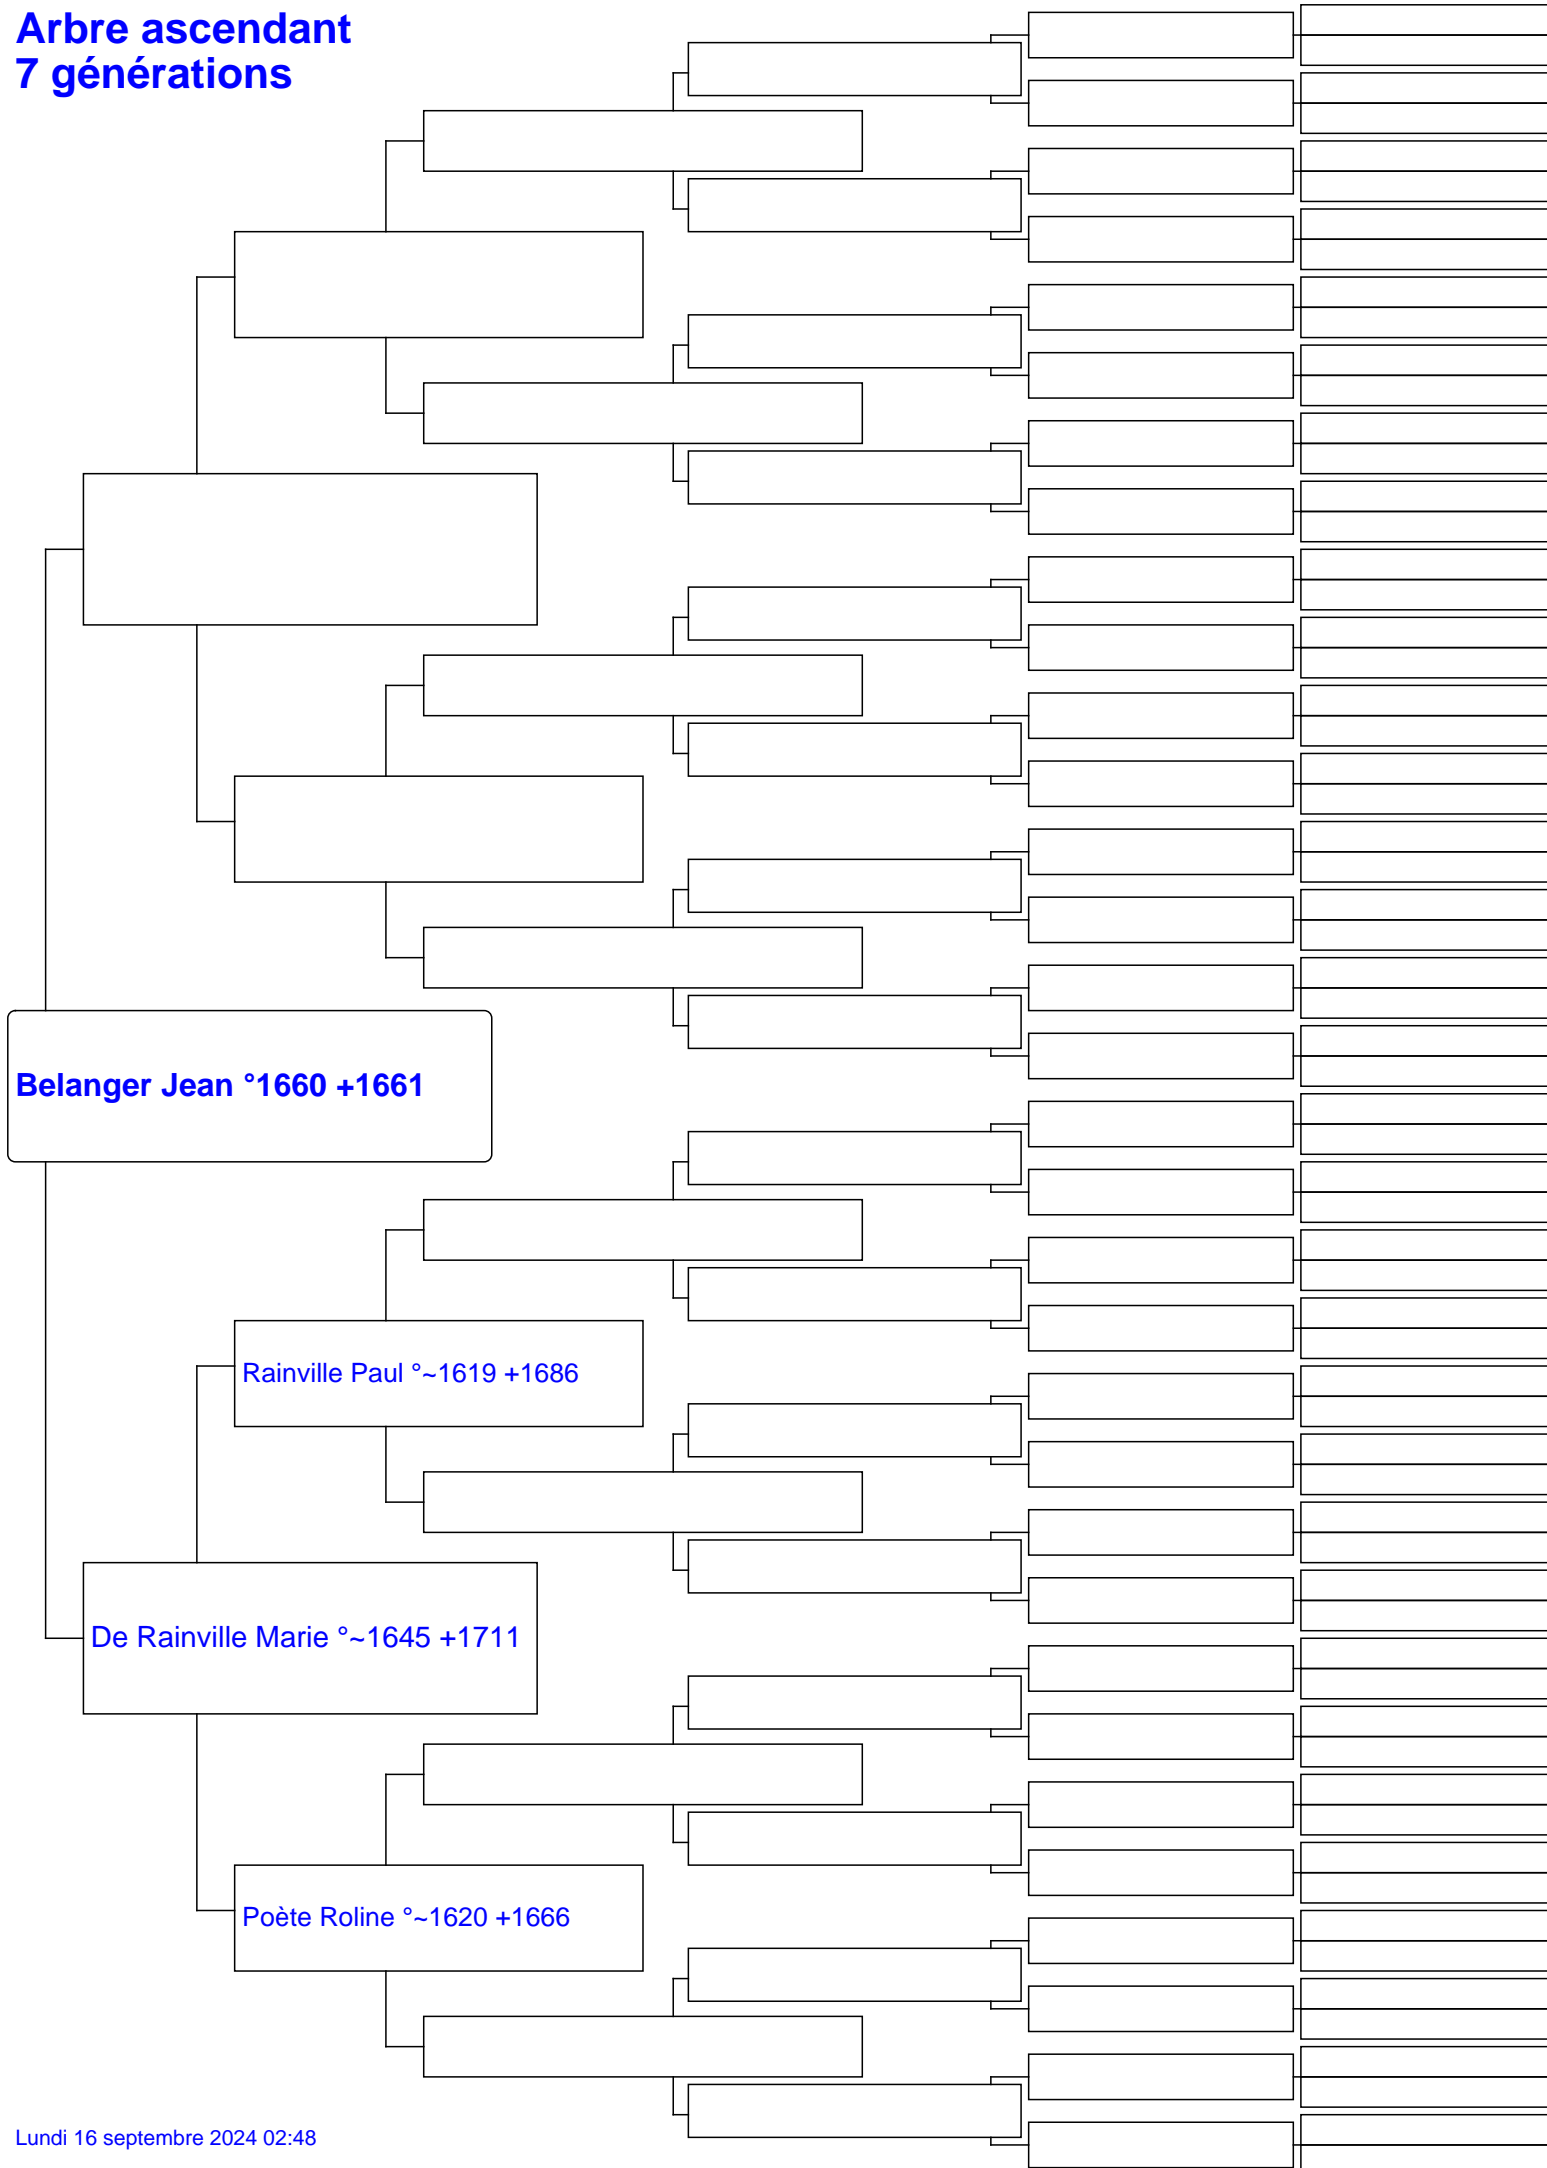 Arbre ascendant
7 générations
Belanger Jean °1660 +1661
Rainville Paul °~1619 +1686
De Rainville Marie °~1645 +1711
Poète Roline °~1620 +1666
Lundi 16 septembre 2024 02:48